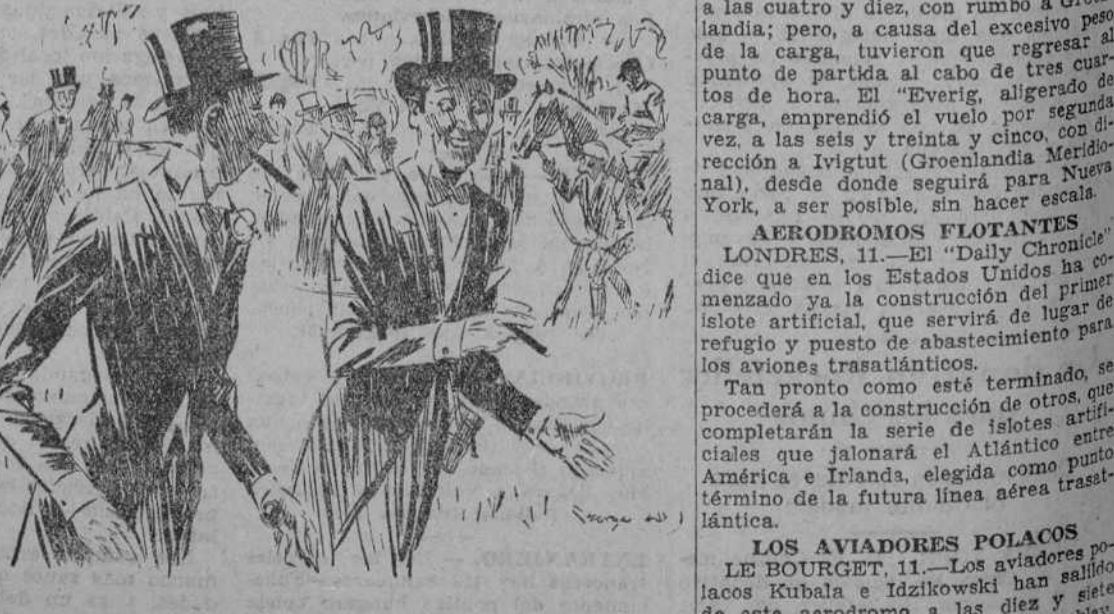 a las cuatro y diez, con rumbo a
landia; pero, a causa del excesivo peso
de la carga, tuvieron que regresar al
punto de partida al cabo de tres cuar-
tos de hora. El "Everig, aligerado de
carga, emprendió el vuelo por segunda
vez, a las seis y treinta y cinco, con di-
rección a Ivigtut (Groenlandia Meridio-
nal), desde donde seguirá para Nueva
York, a ser posible, sin hacer escala.
AERODROMOS FLOTANTES
LONDRES, 11.—El "Daily Chronicle"
dice que en los Estados Unidos ha co-
menzado ya la construcción del primer
islote artificial, que servirá de lugar de
refugio y puesto de abastecimiento para
los aviones trasatlánticos.
Tan pronto como esté terminado, se
procederá a la construcción de otros, que
completarán la serie de islotes artifi-
ciales que jalonará el Atlántico entre
América e Irlanda, elegida como punto
término de la futura línea aérea trasat-
lántica.
LOS AVIADORES POLACOS
LE BOURGET, 11.—Los aviadores po-
lacos Kubala e Idzikowski han salido
de este aerodromo a las diez y siete